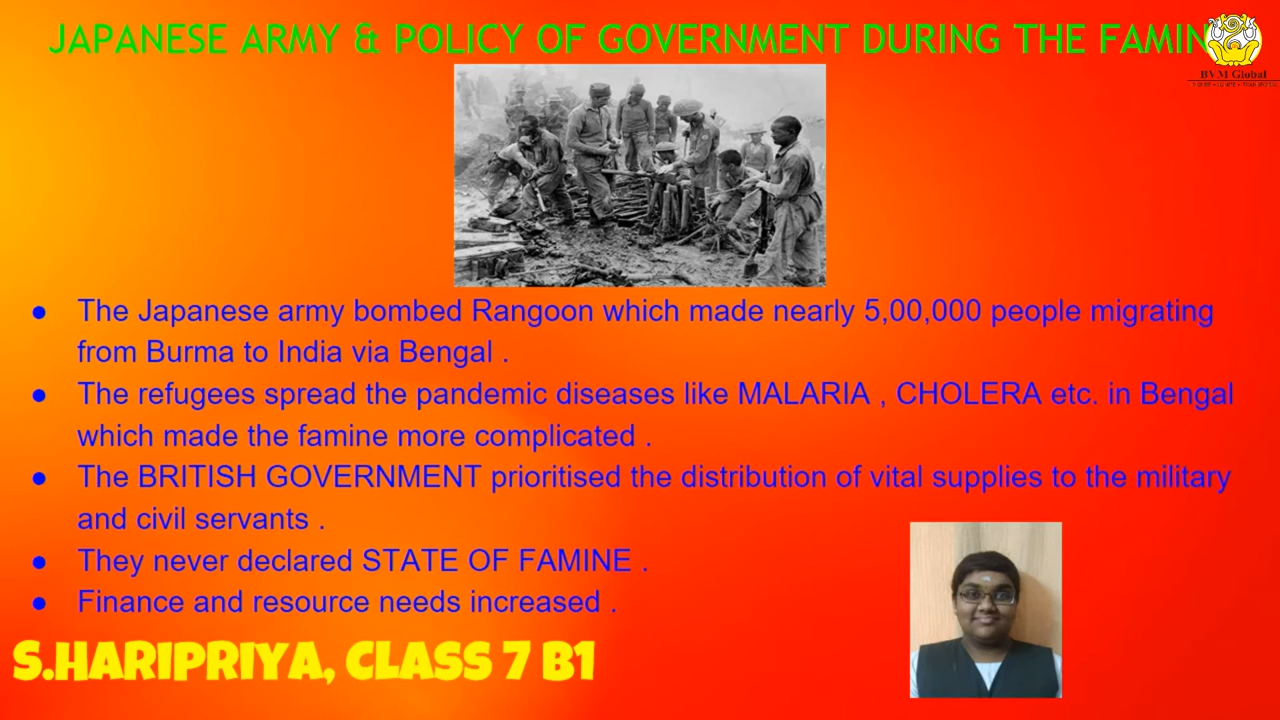 JAPANESE ARMY & POLICY OF GOVERNMENT DURING THE FAMIN
BVM Global
● The Japanese army bombed Rangoon which made nearly 5,00,000 people migrating
from Burma to India via Bengal .
● The refugees spread the pandemic diseases like MALARIA , CHOLERA etc. in Bengal
which made the famine more complicated .
● The BRITISH GOVERNMENT prioritised the distribution of vital supplies to the military
and civil servants .
● They never declared STATE OF FAMINE .
● Finance and resource needs increased .
S.HARIPRIYA, CLASS 7 B1